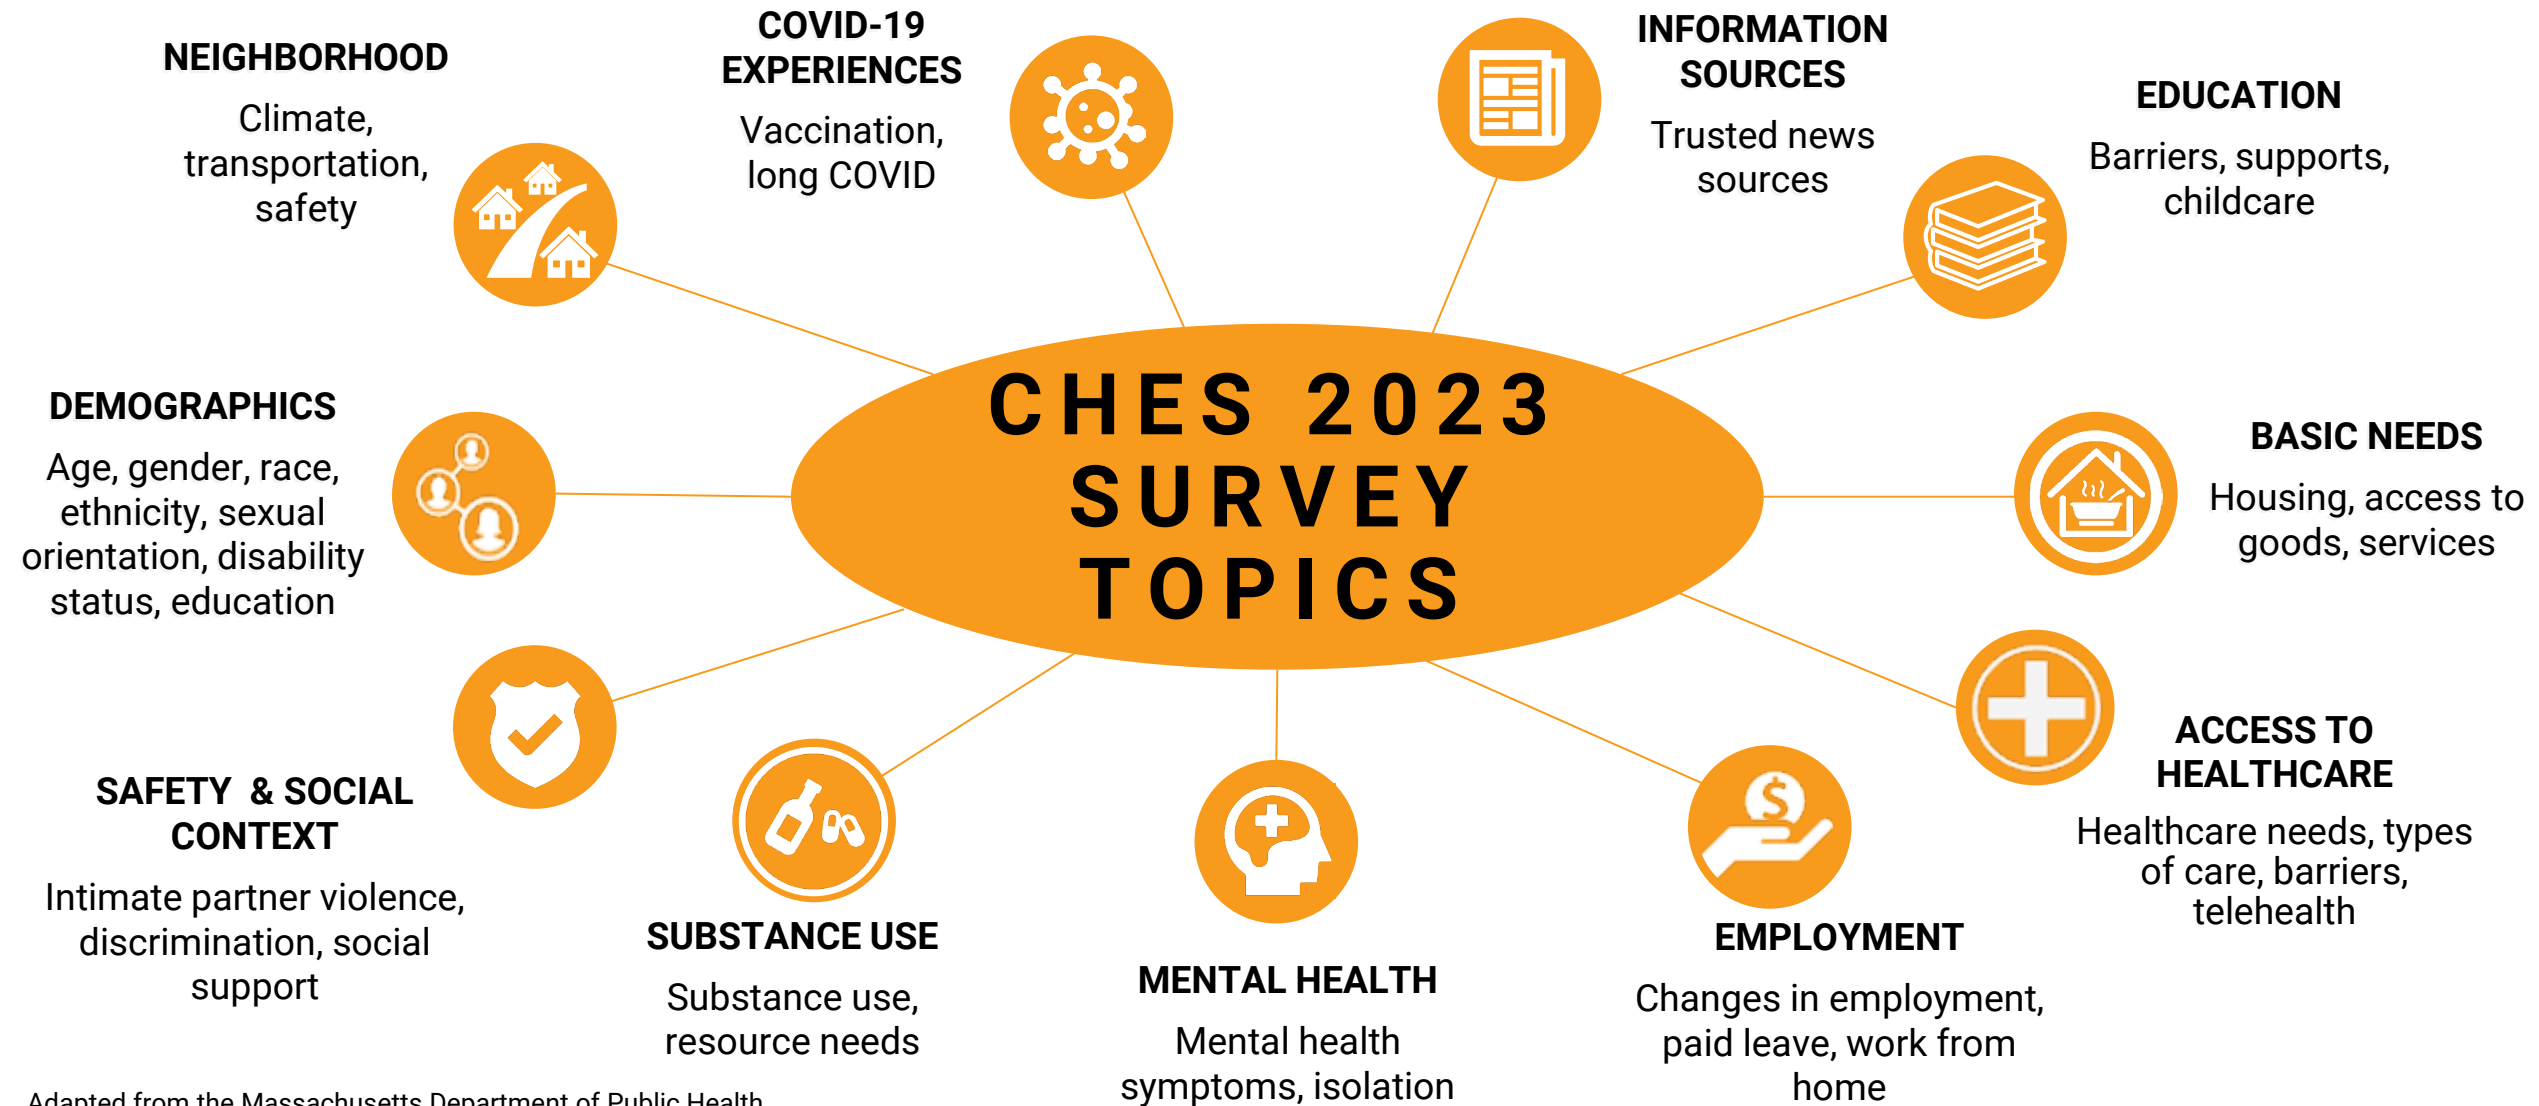 NEIGHBORHOOD
Climate,
transportation,
safety
COVID-19
EXPERIENCES
Vaccination,
long COVID
INFORMATION
SOURCES
Trusted news
sources
EDUCATION
Barriers, supports,
childcare
DEMOGRAPHICS
Age, gender, race,
ethnicity, sexual
orientation, disability
status, education
CHES 2023
SURVEY
TOPICS
BASIC NEEDS
Housing, access to
goods, services
SAFETY & SOCIAL
CONTEXT
Intimate partner violence,
discrimination, social
support
SUBSTANCE USE
Substance use,
resource needs
MENTAL HEALTH
Mental health
symptoms, isolation
$
EMPLOYMENT
Changes in employment,
paid leave, work from
home
ACCESS TO
HEALTHCARE
Healthcare needs, types
of care, barriers,
telehealth
Adapted from the Massachusetts Department of Public Health